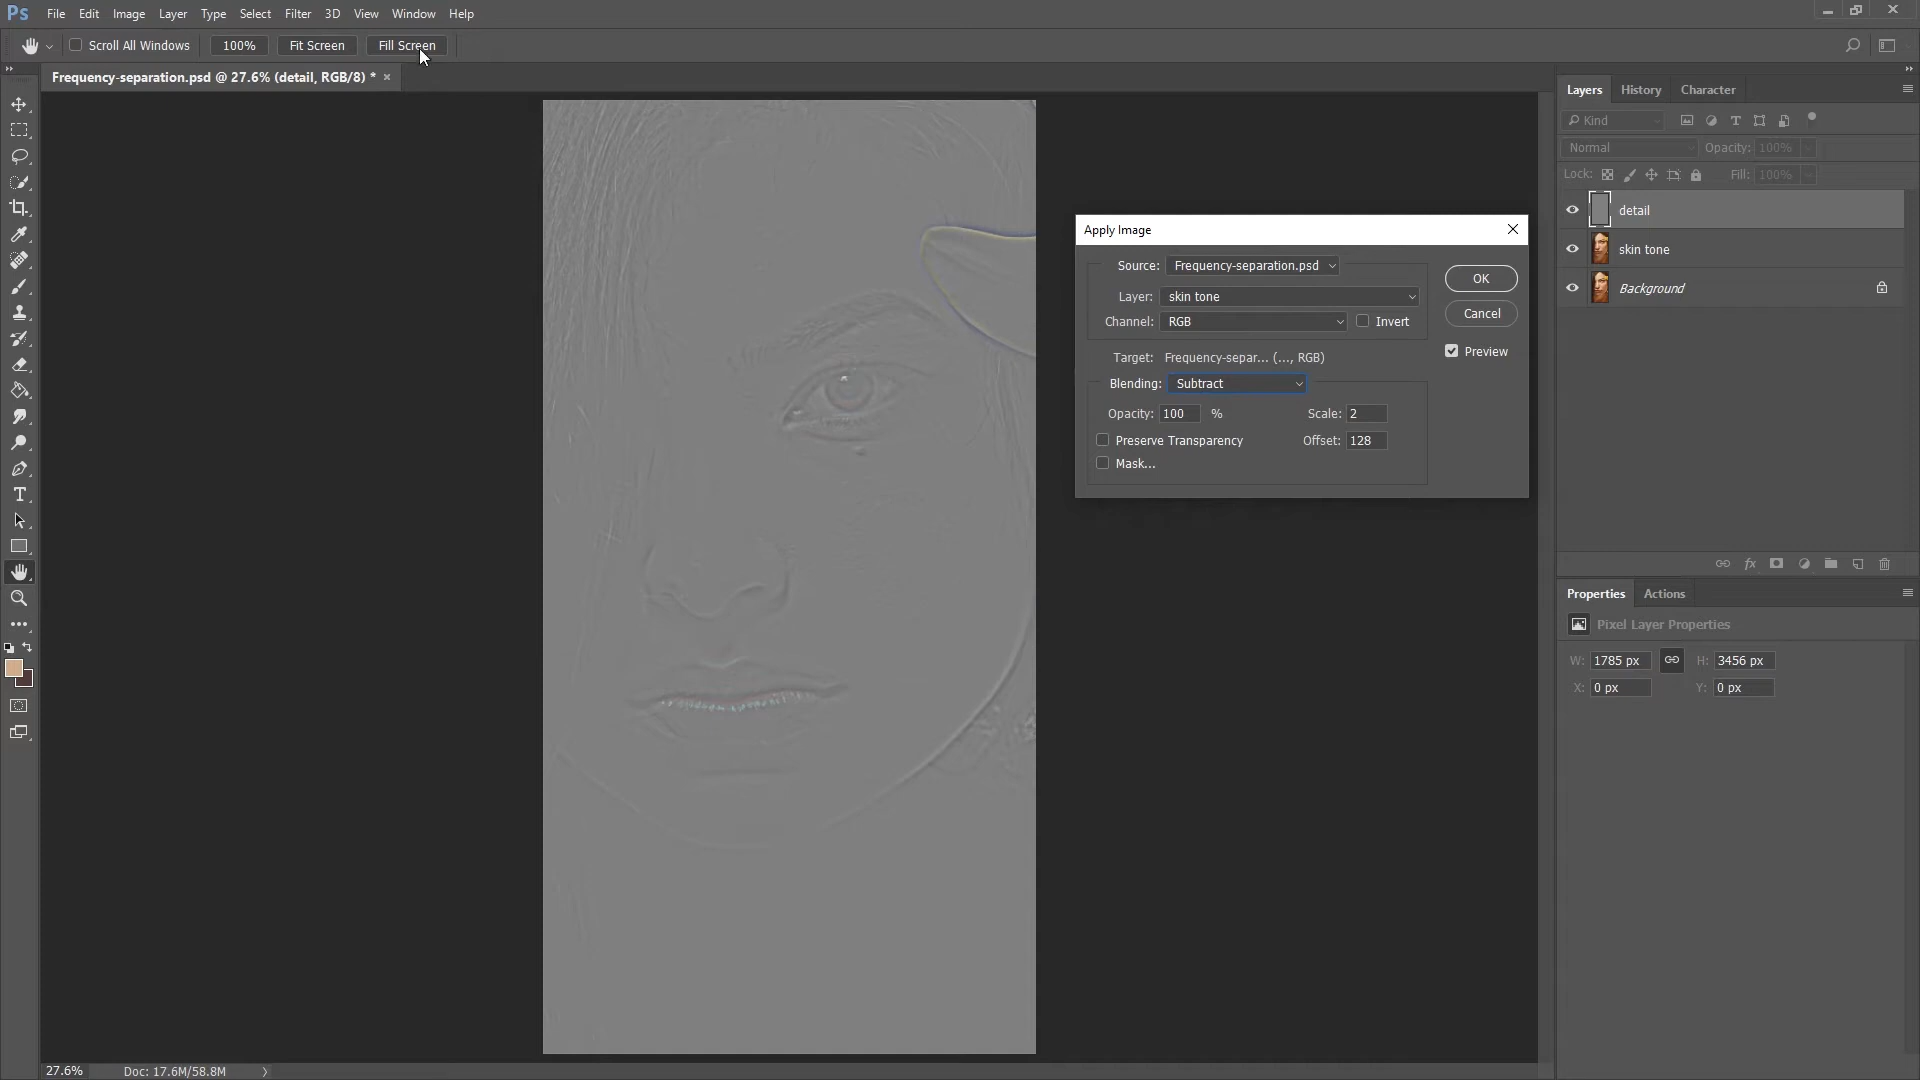 Ps File Edit Image Layer Type Select Filter 3D View Window Help
Scroll All Windows 100% Fit Screen Fill Screen
Frequency-separation.psd @ 27.6% (detail, RGB/8) * ×
Layers History Character
Kind
Normal Opacity: 100%
Lock: Fill: 100%
detail
skin tone
Background
fx
Apply Image
Source: Frequency-separation.psd
OK
Layer: skin tone
Cancel
Channel: RGB Invert
Preview
Target: Frequency-separ... (..., RGB)
Blending: Subtract
Opacity: 100 % Scale: 2
Preserve Transparency Offset: 128
Mask...
Properties Actions
Pixel Layer Properties
W: 1785 px H: 3456 px
X: 0 px Y: 0 px
27.6% Doc: 17.6M/58.8M